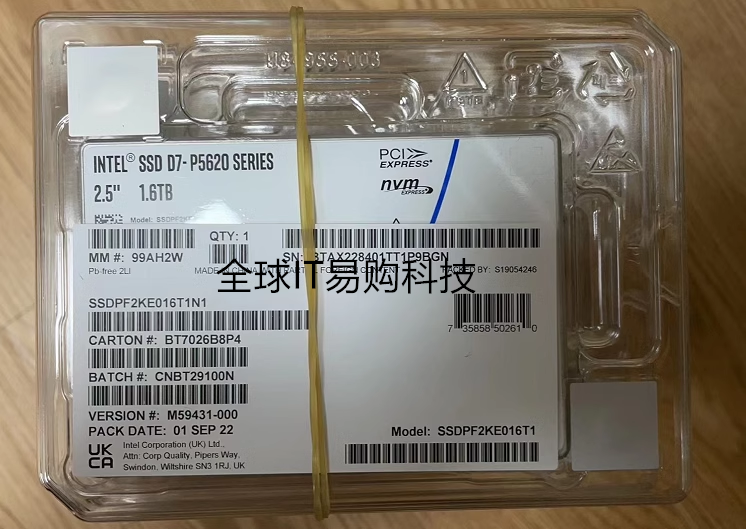 INTEL® SSD D7- P5620 SERIES
2.5" 1.6TB
PCI EXPRESS®
nvm EXPRESS®
QTY: 1
MM #: 99AH2W
Pb-free 2LI
PACKED BY: S19054246
全球IT易购科技
SSDPF2KE016T1N1
7 35858 50261 0
CARTON #: BT7026B8P4
BATCH #: CNBT29100N
VERSION #: M59431-000
PACK DATE: 01 SEP 22
Model: SSDPF2KE016T1
UK
CA
Intel Corporation (UK) Ltd.,
Attn: Corp Quality, Pipers Way,
Swindon, Wiltshire SN3 1RJ, UK